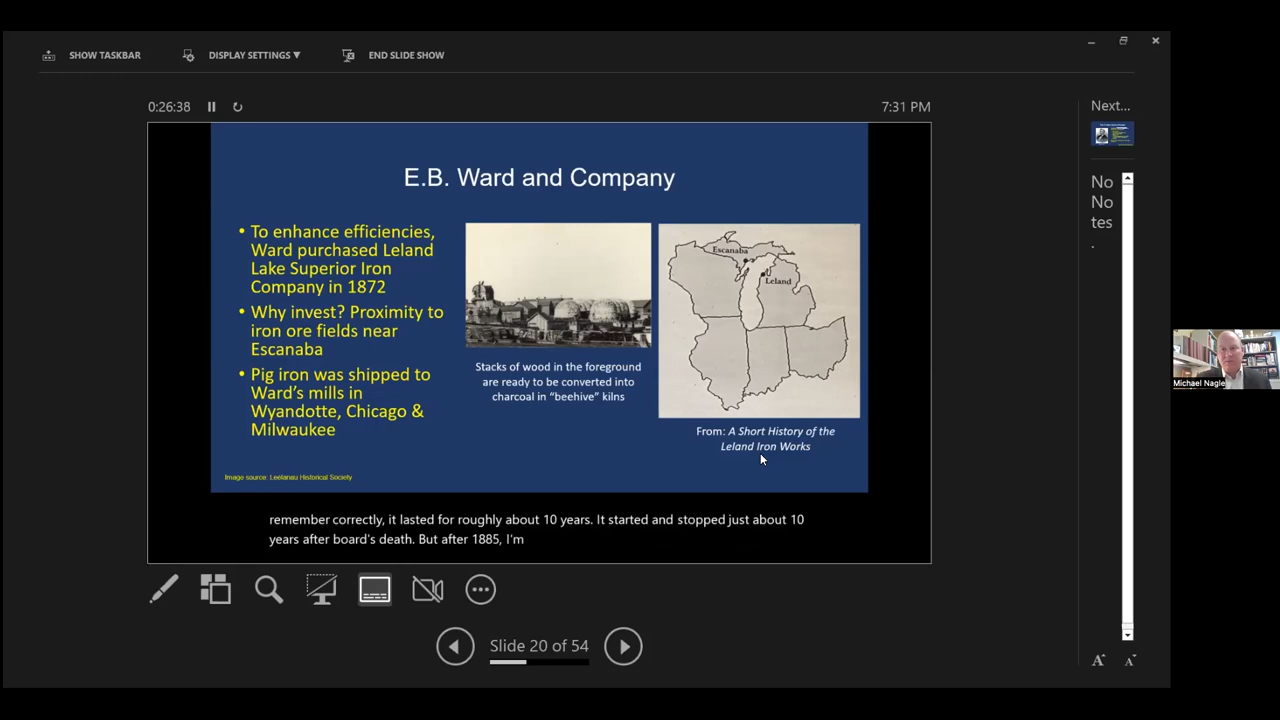 SHOW TASKBAR
DISPLAY SETTINGS ▼
END SLIDE SHOW
0:26:38
7:31 PM
Next...
E.B. Ward and Company
• To enhance efficiencies,
Ward purchased Leland
Lake Superior Iron
Company in 1872
• Why invest? Proximity to
iron ore fields near
Escanaba
• Pig iron was shipped to
Ward's mills in
Wyandotte, Chicago &
Milwaukee
Stacks of wood in the foreground
are ready to be converted into
charcoal in "beehive" kilns
Escanaba
Leland
From: A Short History of the
Leland Iron Works
Image source: Leelanau Historical Society
remember correctly, it lasted for roughly about 10 years. It started and stopped just about 10
years after board's death. But after 1885, I'm
No
No
tes
.
Michael Nagle
Slide 20 of 54
A
A